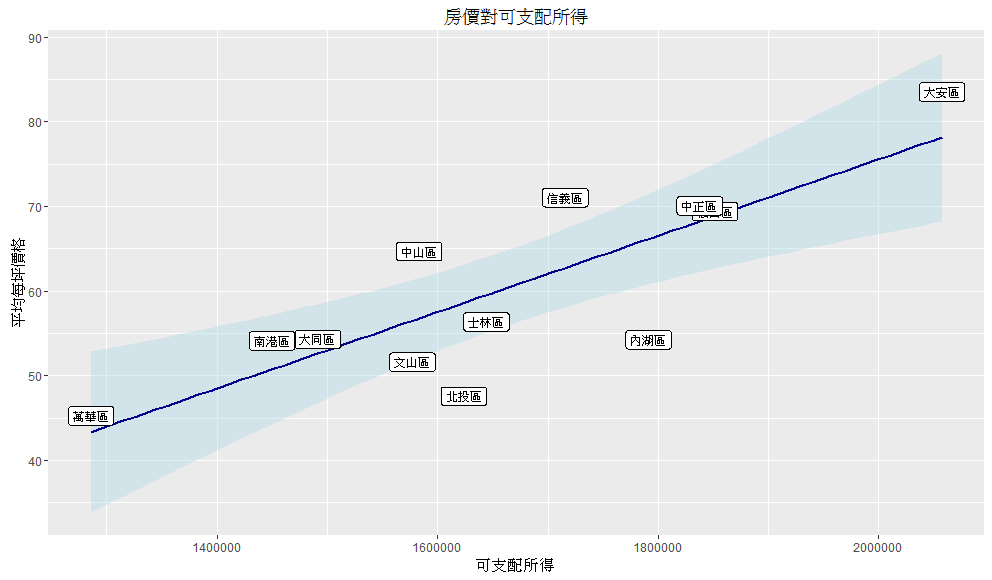 房價對可支配所得
90
80
70
60
50
40
平均每坪價格
大安區
信義區
中正區
中山區
士林區
南港區
大同區
內湖區
文山區
北投區
萬華區
1400000
1600000
1800000
2000000
可支配所得